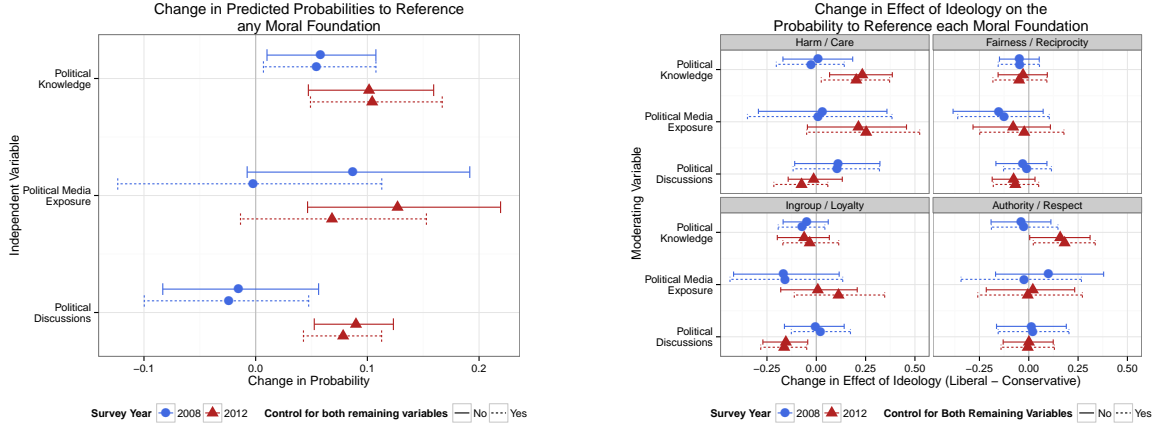 Change in Predicted Probabilities to Reference
any Moral Foundation
Independent Variable
Political
Knowledge
Political Media
Exposure
Political
Discussions
−0.1 0.0 0.1 0.2
Change in Probability
Survey Year 2008 2012 Control for both remaining variables No Yes
Change in Effect of Ideology on the
Probability to Reference each Moral Foundation
Moderating Variable
Harm / Care Fairness / Reciprocity
Political
Knowledge
Political Media
Exposure
Political
Discussions
Ingroup / Loyalty Authority / Respect
Political
Knowledge
Political Media
Exposure
Political
Discussions
−0.25 0.00 0.25 0.50 −0.25 0.00 0.25 0.50
Change in Effect of Ideology (Liberal − Conservative)
Survey Year 2008 2012 Control for Both Remaining Variables No Yes